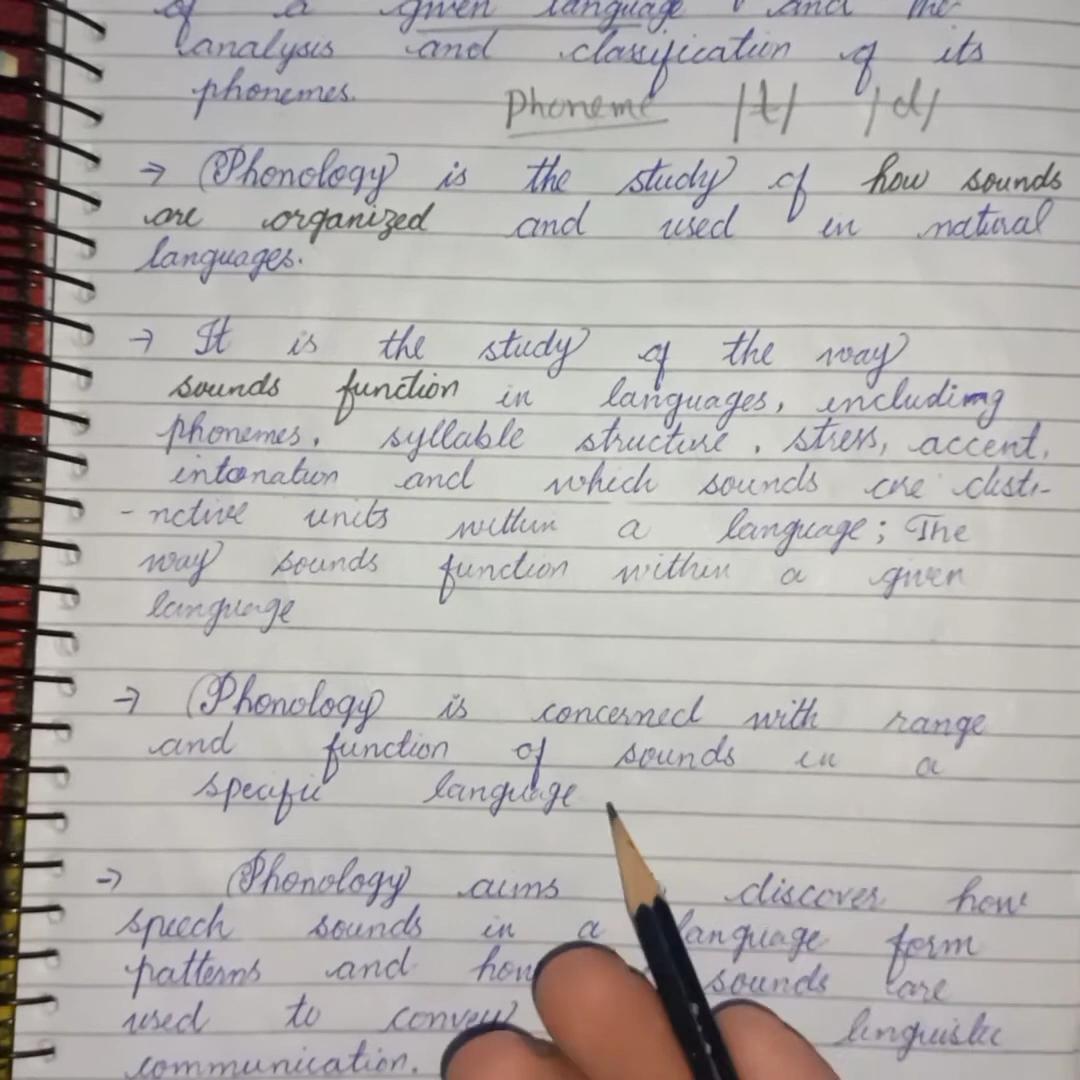 of a given language and the
analysis and classification of its
phonemes. Phoneme /t/ /d/
→ Phonology is the study of how sounds
are organized and used in natural
languages.
→ It is the study of the way
sounds function in languages, including
phonemes, syllable structure, stress, accent,
intonation and which sounds are disti-
-nctive units within a language; The
way sounds function within a given
language
→ Phonology is concerned with range
and function of sounds in a
specific language
→ Phonology aims discover how
speech sounds in a language form
patterns and how sounds are
used to convey linguistic
communication.